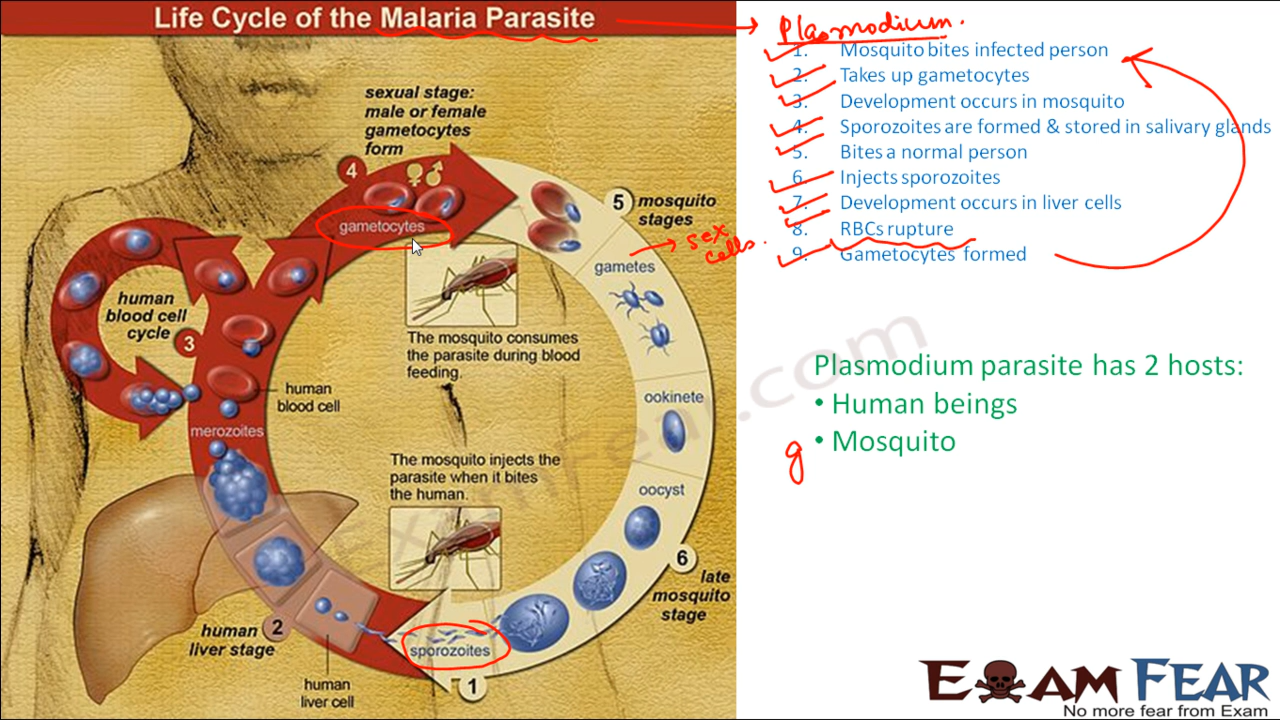 Life Cycle of the Malaria Parasite
Plasmodium.
1. Mosquito bites infected person
2. Takes up gametocytes
3. Development occurs in mosquito
4. Sporozoites are formed & stored in salivary glands
5. Bites a normal person
6. Injects sporozoites
7. Development occurs in liver cells
8. RBCs rupture
9. Gametocytes formed
sexual stage:
male or female
gametocytes
form
4
gametocytes
5
mosquito
stages
gametes
sex
cells.
human
blood cell
cycle
3
The mosquito consumes
the parasite during blood
feeding.
human
blood cell
merozoites
ookinete
The mosquito injects the
parasite when it bites
the human.
oocyst
6
late
mosquito
stage
human
liver stage
2
sporozoites
1
human
liver cell
Plasmodium parasite has 2 hosts:
• Human beings
• Mosquito
g
examfear.com
EXAM FEAR
No more fear from Exam